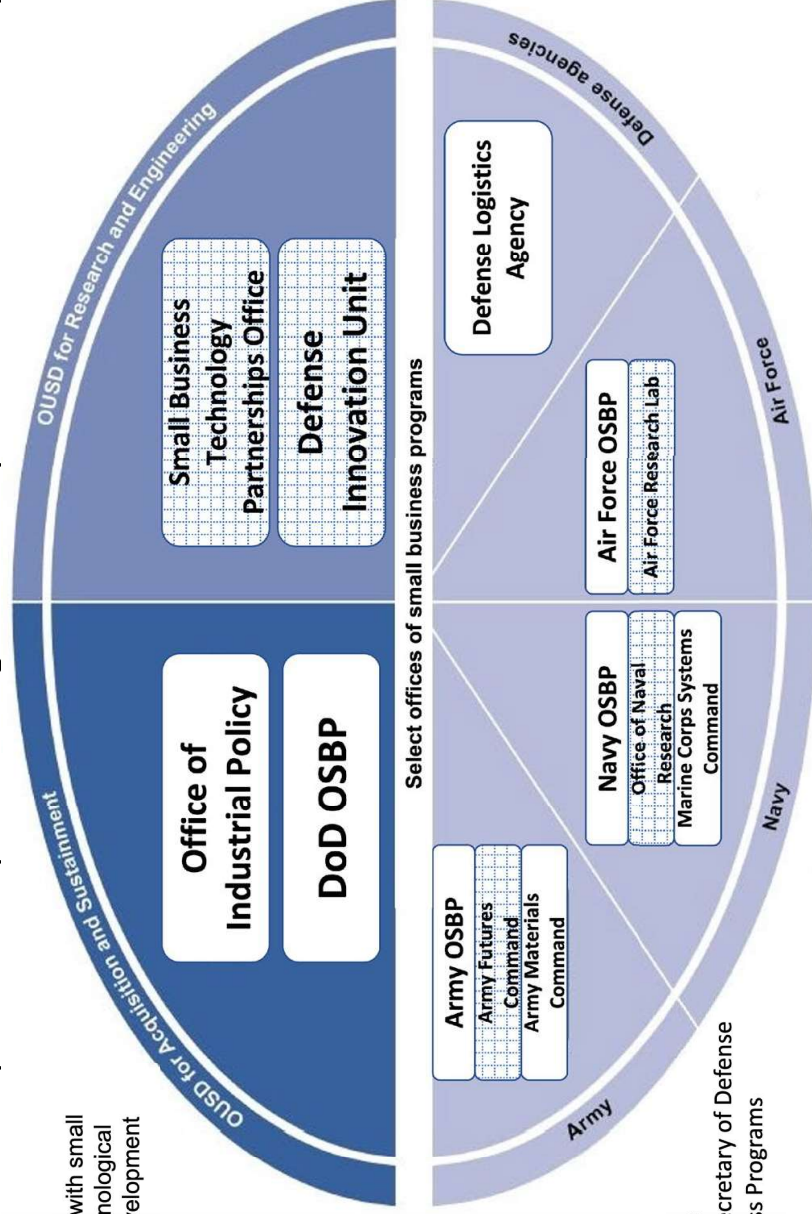 with small
nological
velopment
OUSD for Acquisition and Sustainment
OUSD for Research and Engineering
Office of
Industrial Policy
DoD OSBP
Small Business
Technology
Partnerships Office
Defense
Innovation Unit
Select offices of small business programs
Army OSBP
Army Futures
Command
Army Materials
Command
Army
Navy OSBP
Office of Naval
Research
Marine Corps Systems
Command
Navy
Air Force OSBP
Air Force Research Lab
Air Force
Defense Logistics
Agency
Defense agencies
cretary of Defense
ss Programs